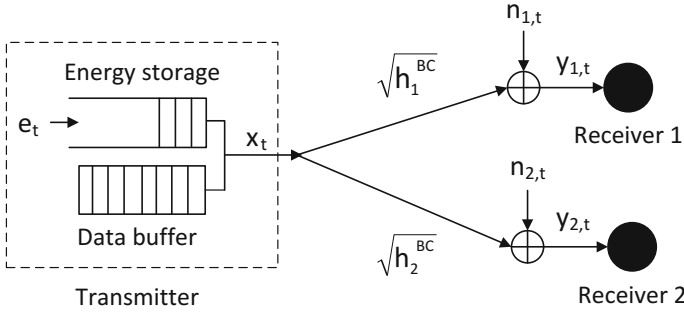 n₁,ₜ
Energy storage
√h₁ᴮᶜ
y₁,ₜ
eₜ
xₜ
Receiver 1
n₂,ₜ
y₂,ₜ
Data buffer
√h₂ᴮᶜ
Transmitter
Receiver 2